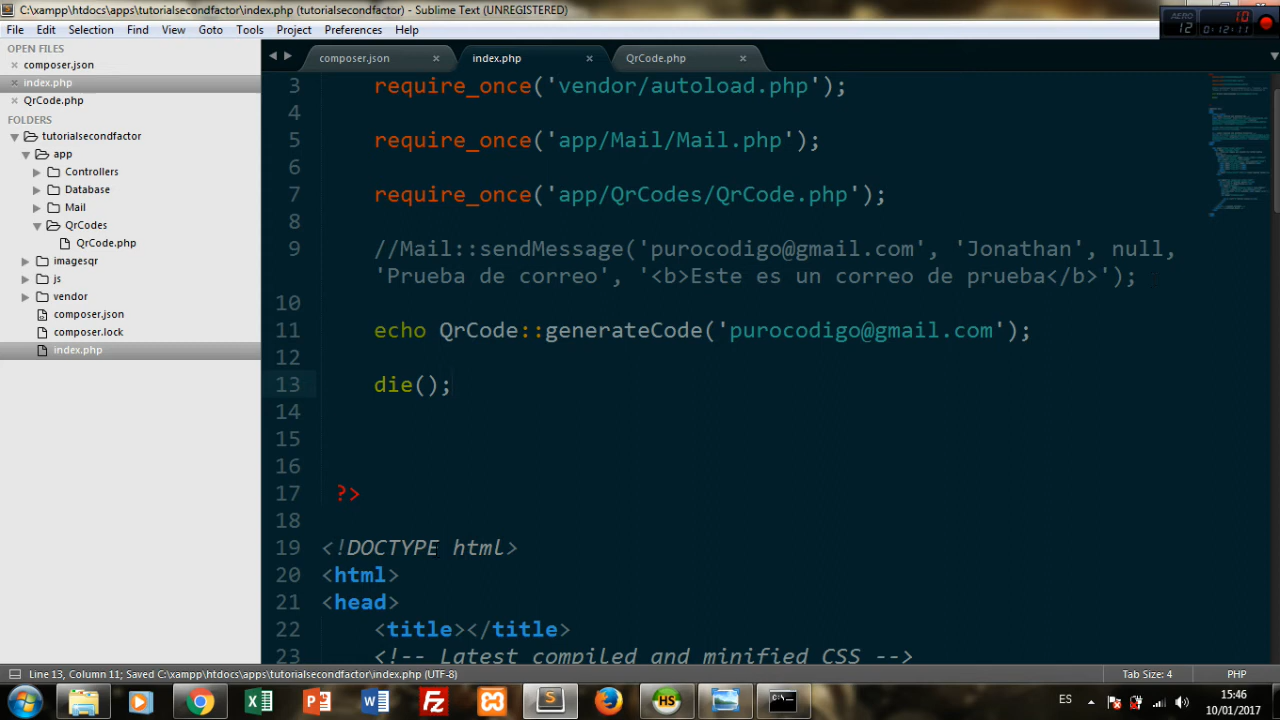 C:\xampp\htdocs\apps\tutorialsecondfactor\index.php (tutorialsecondfactor) - Sublime Text (UNREGISTERED)
File Edit Selection Find View Goto Tools Project Preferences Help
AERO 12
10
0:12:11
OPEN FILES
composer.json
index.php
QrCode.php
FOLDERS
tutorialsecondfactor
app
Controllers
Database
Mail
QrCodes
QrCode.php
imagesqr
js
vendor
composer.json
composer.lock
index.php
composer.json index.php QrCode.php
3 require_once('vendor/autoload.php');
4
5 require_once('app/Mail/Mail.php');
6
7 require_once('app/QrCodes/QrCode.php');
8
9 //Mail::sendMessage('purocodigo@gmail.com', 'Jonathan', null,
'Prueba de correo', '<b>Este es un correo de prueba</b>');
10
11 echo QrCode::generateCode('purocodigo@gmail.com');
12
13 die();
14
15
16
17 ?>
18
19 <!DOCTYPE html>
20 <html>
21 <head>
22 <title></title>
23 <!-- Latest compiled and minified CSS -->
Line 13, Column 11; Saved C:\xampp\htdocs\apps\tutorialsecondfactor\index.php (UTF-8)
Tab Size: 4 PHP
ES
15:46
10/01/2017